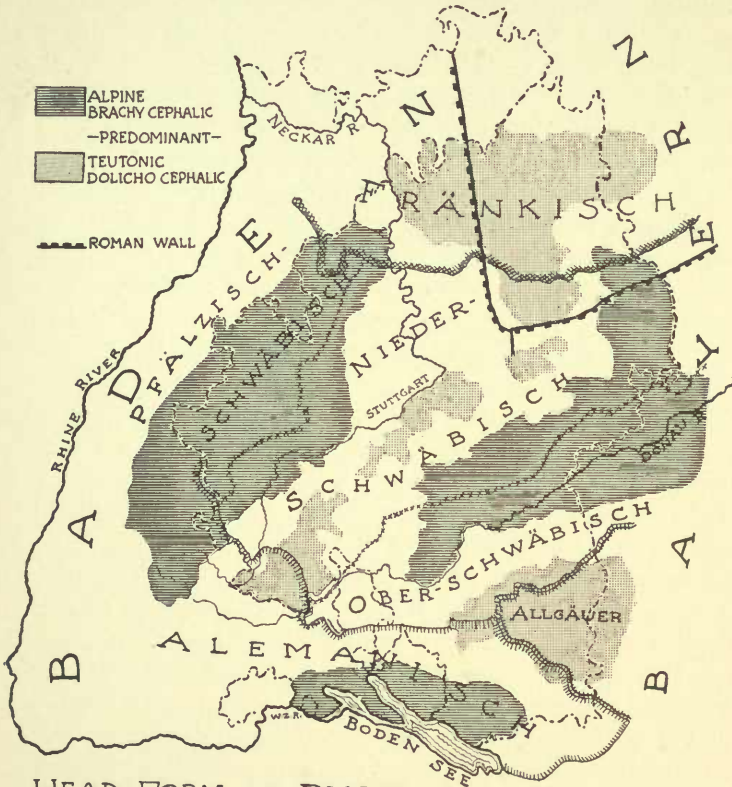 ALPINE
BRACHY CEPHALIC
-PREDOMINANT-
TEUTONIC
DOLICHO CEPHALIC
ROMAN WALL
NECKAR R
FRÄNKISCH
BADEN
PFÄLZISCH-
SCHWÄBISCH
NIEDER-
SCHWÄBISCH
STUTTGART
RHINE RIVER
DONAU R
OBER-SCHWÄBISCH
ALLGÄUER
ALEMANISCH
BODEN SEE
W.Z.R.
BAYERN